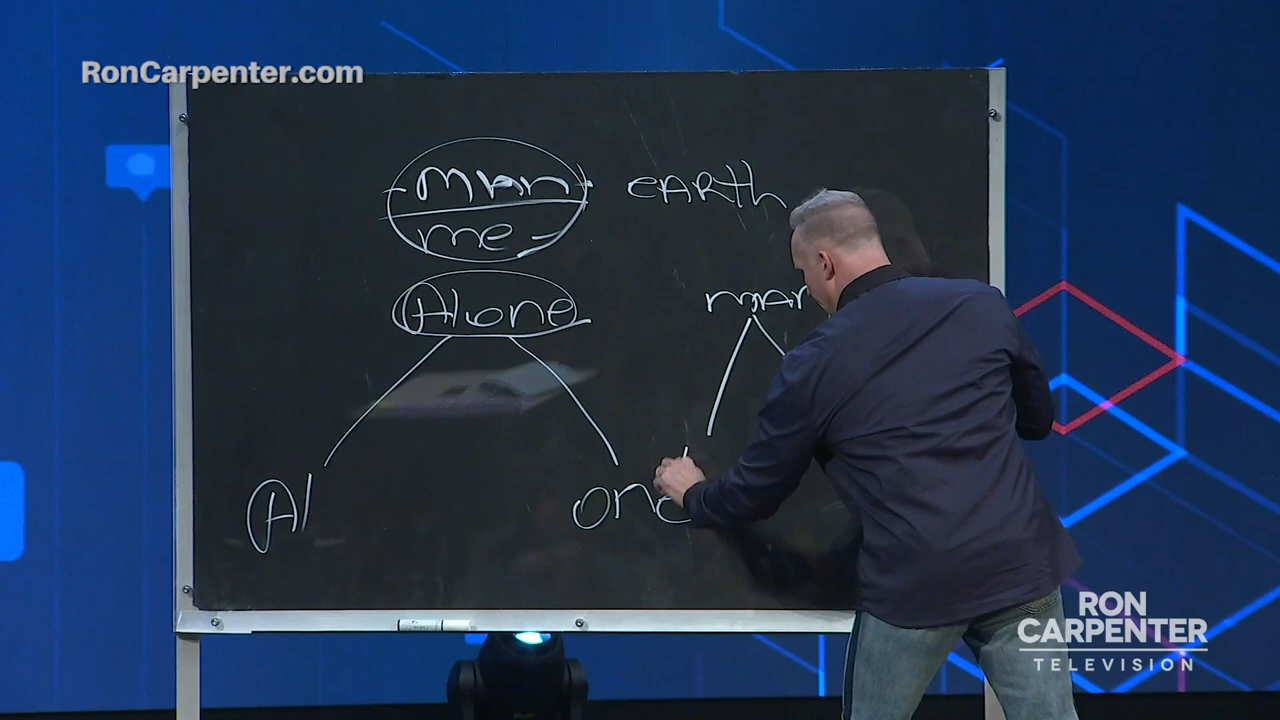 RonCarpenter.com
man EARTH
me -
Alone
mAn
Al one
RON
CARPENTER
TELEVISION